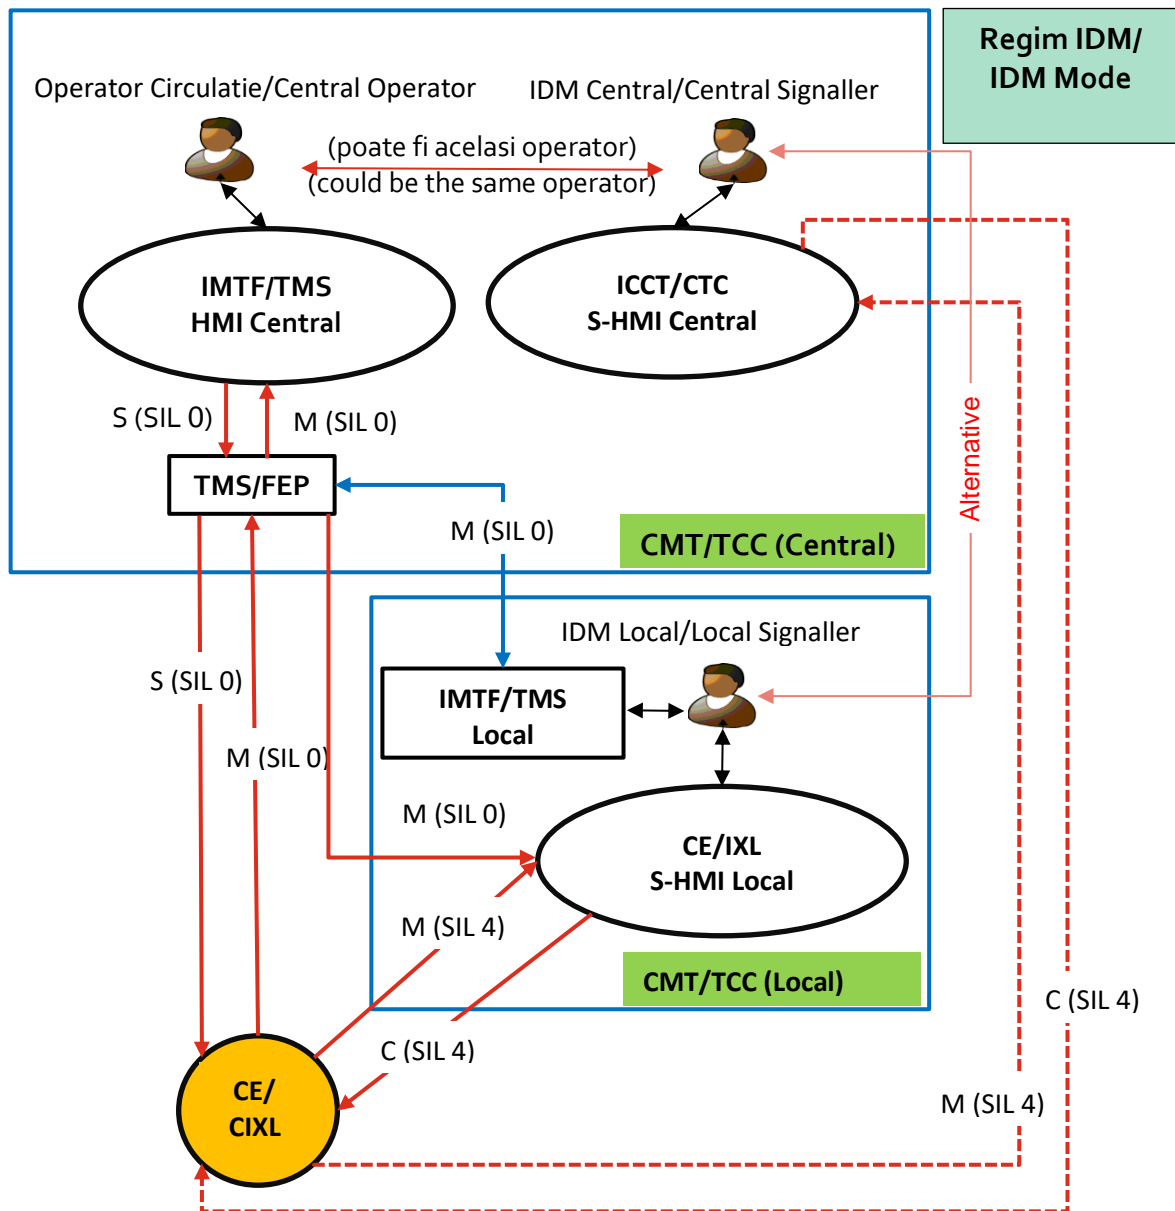 Regim IDM/
IDM Mode
Operator Circulatie/Central Operator
IDM Central/Central Signaller
(poate fi acelasi operator)
(could be the same operator)
IMTF/TMS
HMI Central
ICCT/CTC
S-HMI Central
S (SIL 0)
M (SIL 0)
TMS/FEP
M (SIL 0)
CMT/TCC (Central)
Alternative
IDM Local/Local Signaller
S (SIL 0)
IMTF/TMS
Local
M (SIL 0)
M (SIL 0)
CE/IXL
S-HMI Local
M (SIL 4)
CMT/TCC (Local)
C (SIL 4)
C (SIL 4)
CE/
CIXL
M (SIL 4)